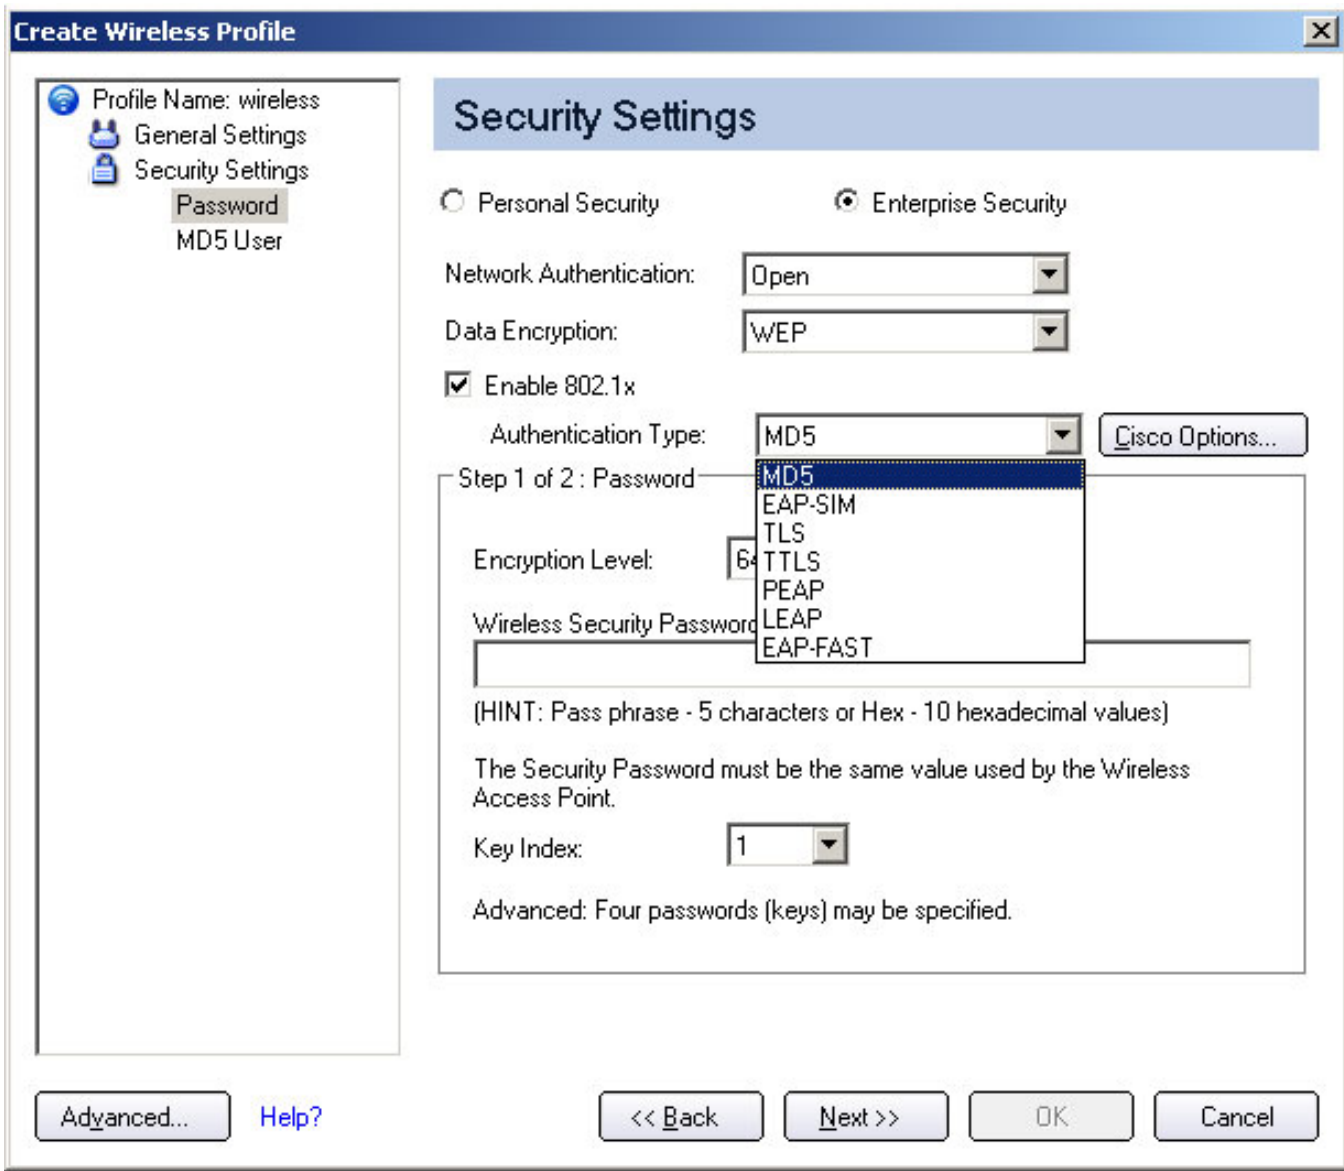 Create Wireless Profile
Profile Name: wireless
General Settings
Security Settings
Password
MD5 User
Security Settings
Personal Security
Enterprise Security
Network Authentication:
Open
Data Encryption:
WEP
Enable 802.1x
Authentication Type:
MD5
Cisco Options...
MD5
EAP-SIM
TLS
TTLS
PEAP
LEAP
EAP-FAST
Step 1 of 2 : Password
Encryption Level:
Wireless Security Password
(HINT: Pass phrase - 5 characters or Hex - 10 hexadecimal values)
The Security Password must be the same value used by the Wireless
Access Point.
Key Index:
1
Advanced: Four passwords (keys) may be specified.
Advanced...
Help?
<< Back
Next >>
OK
Cancel